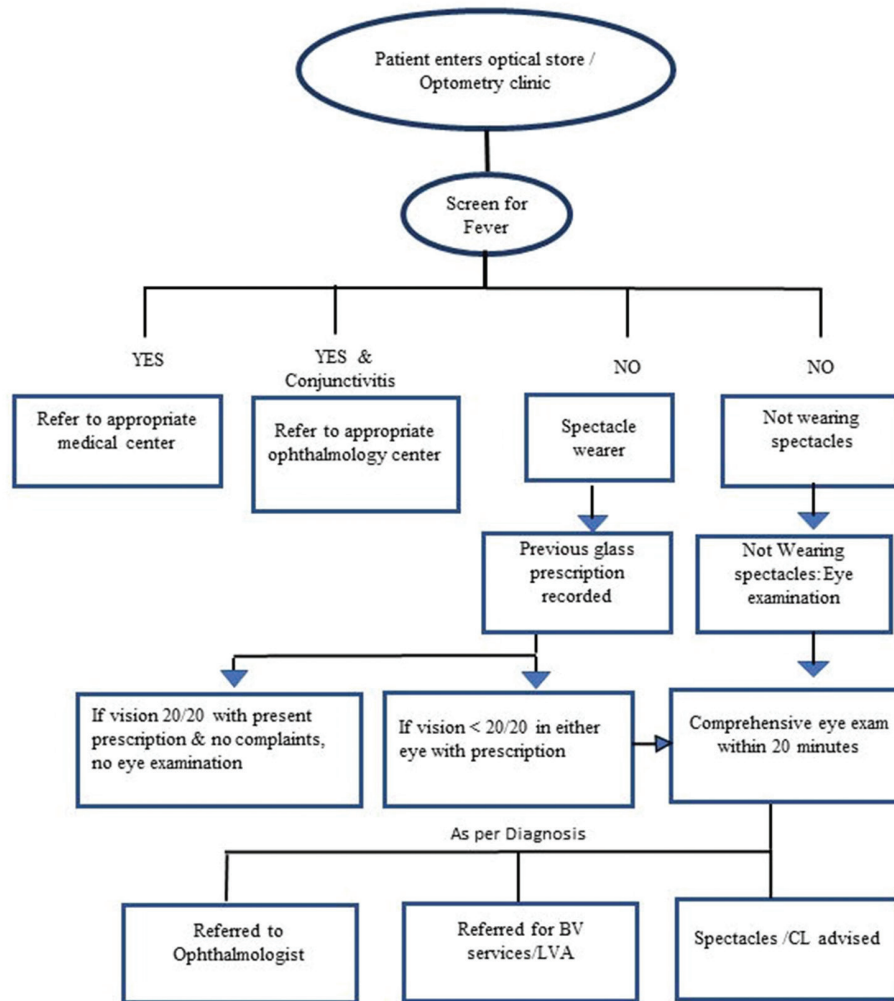 Patient enters optical store /
Optometry clinic
Screen for
Fever
YES
YES &
Conjunctivitis
NO
NO
Refer to appropriate
medical center
Refer to appropriate
ophthalmology center
Spectacle
wearer
Not wearing
spectacles
Previous glass
prescription
recorded
Not Wearing
spectacles:Eye
examination
If vision 20/20 with present
prescription & no complaints,
no eye examination
If vision < 20/20 in either
eye with prescription
Comprehensive eye exam
within 20 minutes
As per Diagnosis
Referred to
Ophthalmologist
Referred for BV
services/LVA
Spectacles /CL advised